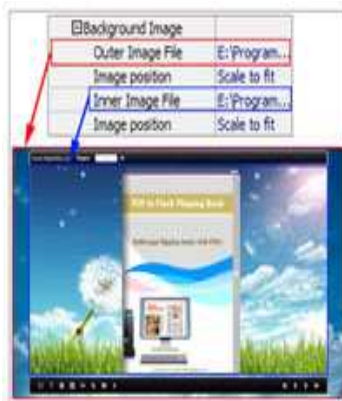 Background Image
Outer Image File E:\Program...
Image position Scale to fit
Inner Image File E:\Program...
Image position Scale to fit
PDF to Flash Flipping Book